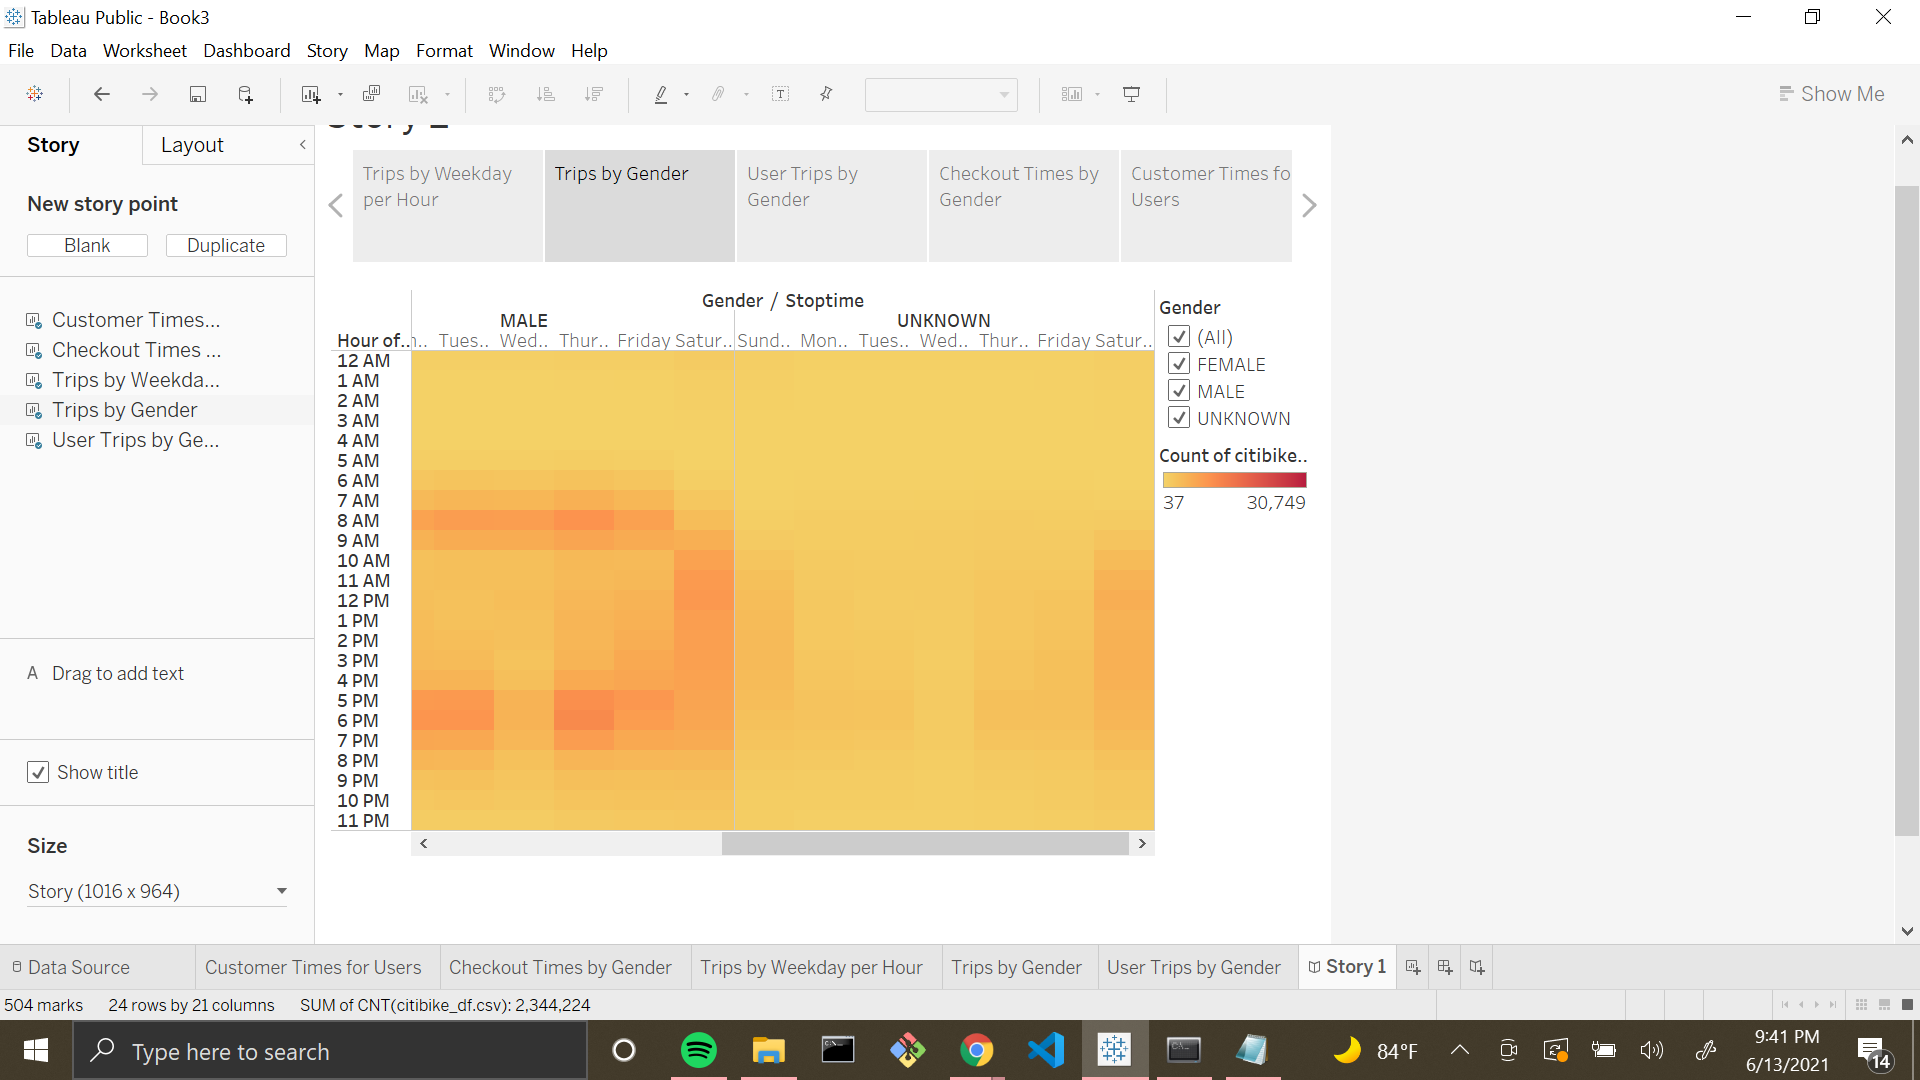 Tableau Public - Book3
File Data Worksheet Dashboard Story Map Format Window Help
Show Me
Story Layout
New story point
Blank Duplicate
Customer Times...
Checkout Times ...
Trips by Weekda...
Trips by Gender
User Trips by Ge...
A Drag to add text
Show title
Size
Story (1016 x 964)
Trips by Weekday
per Hour
Trips by Gender
User Trips by
Gender
Checkout Times by
Gender
Customer Times fo
Users
Gender / Stoptime
MALE UNKNOWN
Hour of.. Tues.. Wed.. Thur.. Friday Satur.. Sund.. Mon.. Tues.. Wed.. Thur.. Friday Satur..
12 AM
1 AM
2 AM
3 AM
4 AM
5 AM
6 AM
7 AM
8 AM
9 AM
10 AM
11 AM
12 PM
1 PM
2 PM
3 PM
4 PM
5 PM
6 PM
7 PM
8 PM
9 PM
10 PM
11 PM
Gender
(All)
FEMALE
MALE
UNKNOWN
Count of citibike..
37 30,749
Data Source Customer Times for Users Checkout Times by Gender Trips by Weekday per Hour Trips by Gender User Trips by Gender Story 1
504 marks 24 rows by 21 columns SUM of CNT(citibike_df.csv): 2,344,224
Type here to search
84°F
9:41 PM
6/13/2021
14